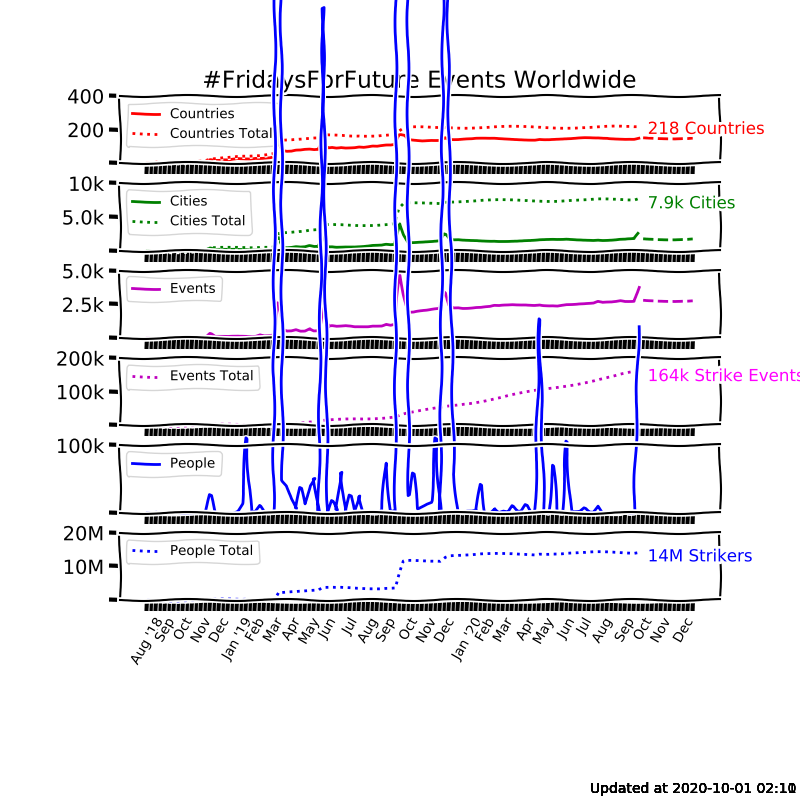 #FridaysForFuture Events Worldwide
400
200
Countries
Countries Total
218 Countries
10k
5.0k
Cities
Cities Total
7.9k Cities
5.0k
2.5k
Events
200k
100k
Events Total
164k Strike Events
100k
People
20M
10M
People Total
14M Strikers
Aug '18 Sep Oct Nov Dec Jan '19 Feb Mar Apr May Jun Jul Aug Sep Oct Nov Dec Jan '20 Feb Mar Apr May Jun Jul Aug Sep Oct Nov Dec
Updated at 2020-10-01 02:10